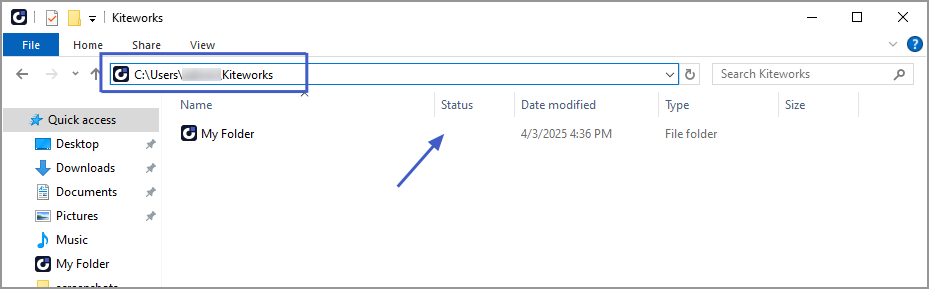 Kiteworks
File Home Share View
C:\Users\ Kiteworks
Search Kiteworks
Name Status Date modified Type Size
Quick access
My Folder 4/3/2025 4:36 PM File folder
Desktop
Downloads
Documents
Pictures
Music
My Folder
screenshots